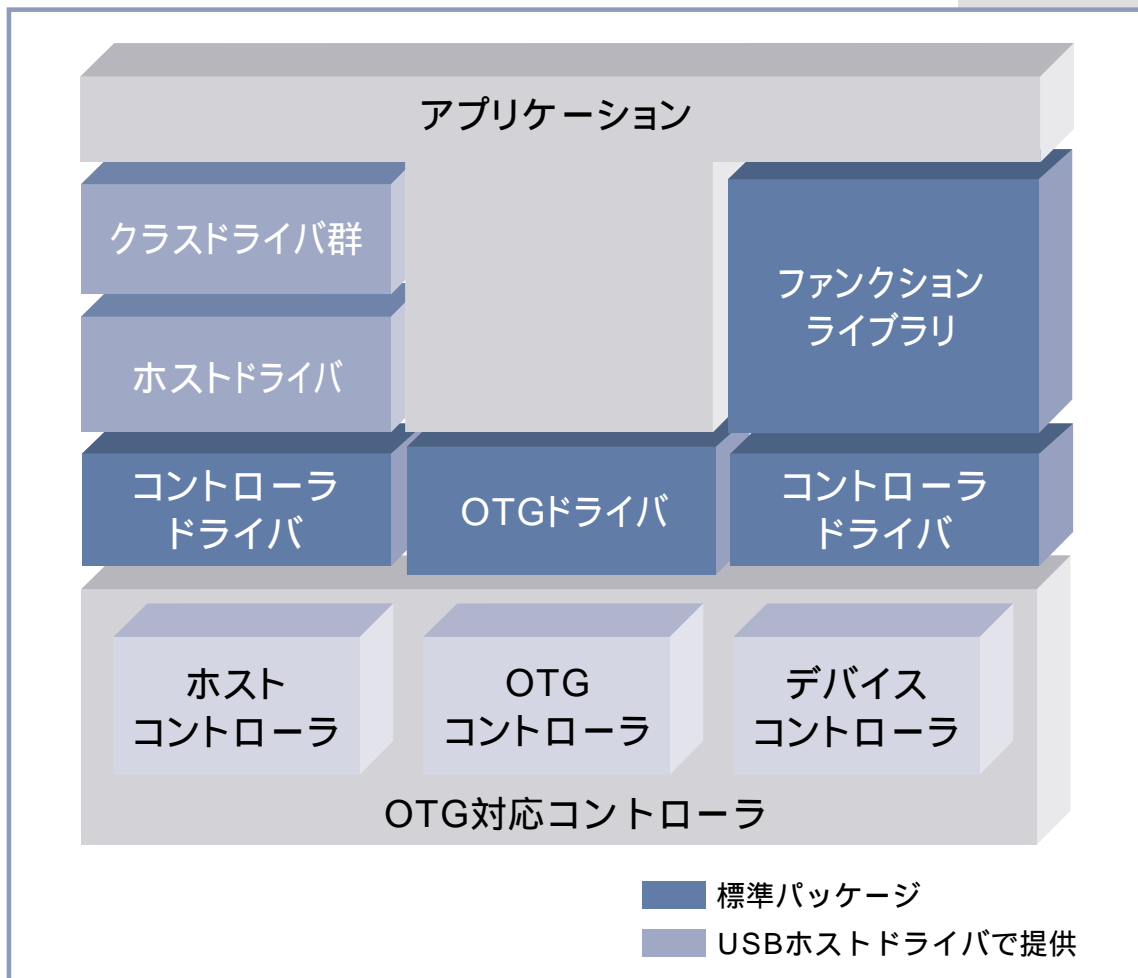 アプリケーション
クラスドライバ群
ホストドライバ
ファンクション
ライブラリ
コントローラ
ドライバ
OTGドライバ
コントローラ
ドライバ
ホスト
コントローラ
OTG
コントローラ
デバイス
コントローラ
OTG対応コントローラ
標準パッケージ
USBホストドライバで提供